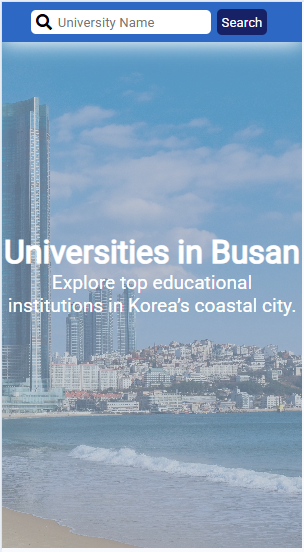 University Name
Search
Universities in Busan
Explore top educational
institutions in Korea’s coastal city.